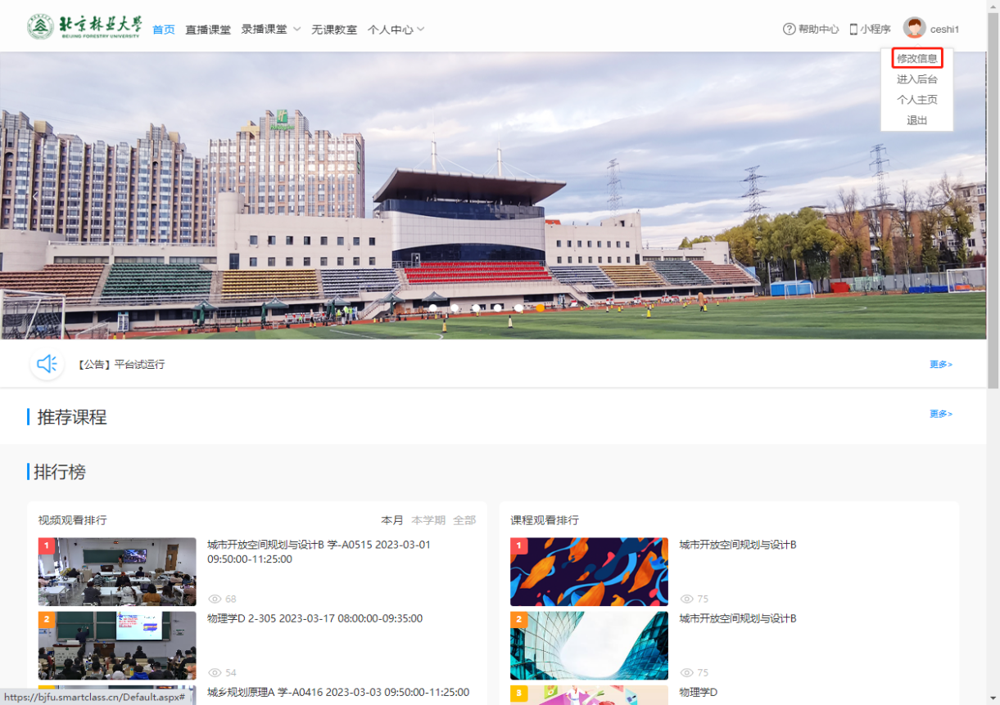 北京林业大学
BEIJING FORESTRY UNIVERSITY
首页 直播课堂 录播课堂 无课教室 个人中心
帮助中心 小程序 ceshi1
修改信息
进入后台
个人主页
退出
【公告】平台试运行 更多>
推荐课程 更多>
排行榜
视频观看排行 本月 本学期 全部
1
城市开放空间规划与设计B 学-A0515 2023-03-01
09:50:00-11:25:00
68
2
物理学D 2-305 2023-03-17 08:00:00-09:35:00
54
城乡规划原理A 学-A0416 2023-03-03 09:50:00-11:25:00
课程观看排行
1
城市开放空间规划与设计B
75
2
城市开放空间规划与设计B
75
3
物理学D
https://bjfu.smartclass.cn/Default.aspx#